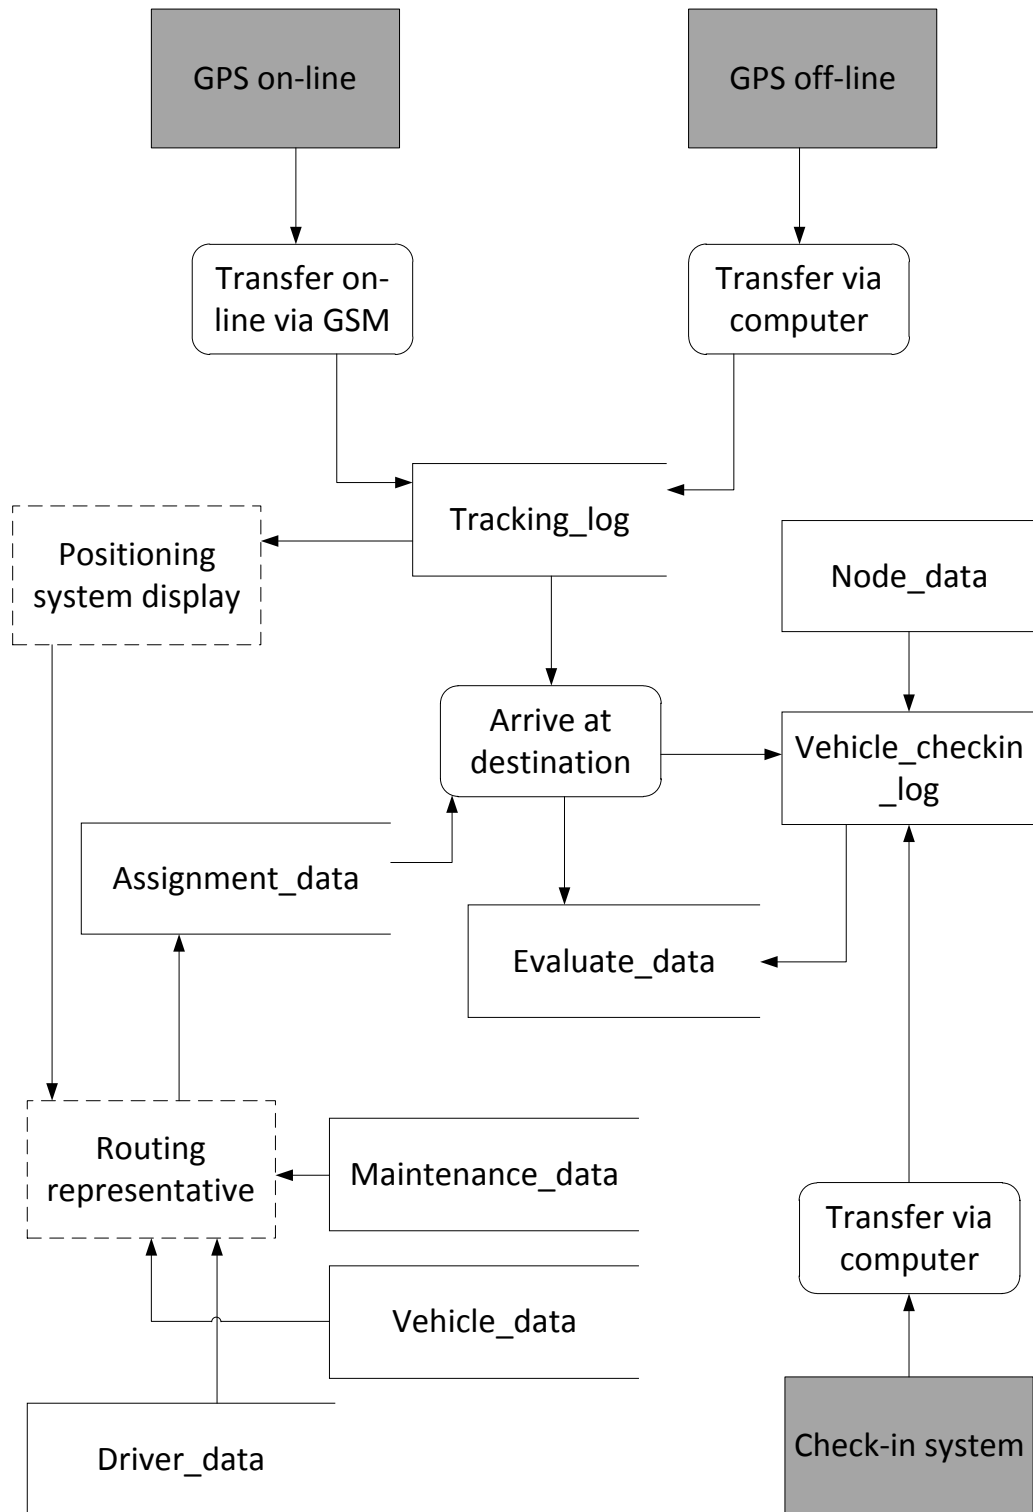 GPS on-line
GPS off-line
Transfer on-
line via GSM
Transfer via
computer
Tracking_log
Positioning
system display
Node_data
Arrive at
destination
Vehicle_checkin
_log
Assignment_data
Evaluate_data
Routing
representative
Maintenance_data
Transfer via
computer
Vehicle_data
Driver_data
Check-in system